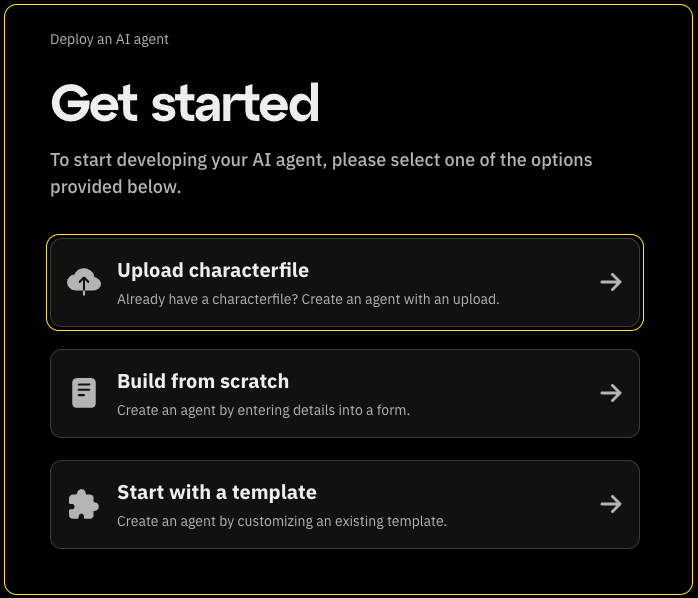 Deploy an AI agent
Get started
To start developing your AI agent, please select one of the options
provided below.
Upload characterfile
Already have a characterfile? Create an agent with an upload.
Build from scratch
Create an agent by entering details into a form.
Start with a template
Create an agent by customizing an existing template.